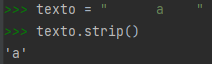 >>> texto = "       a    "
>>> texto.strip()
'a'